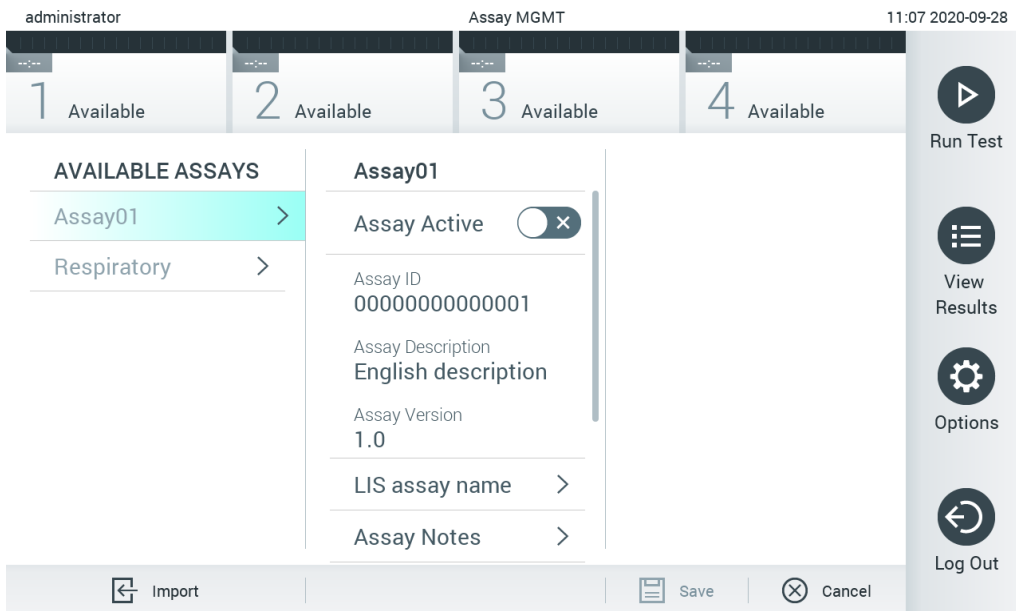 administrator Assay MGMT 11:07 2020-09-28
--:-- --:-- --:-- --:--
1 Available 2 Available 3 Available 4 Available
Run Test
AVAILABLE ASSAYS
Assay01
Respiratory
Assay01
Assay Active
Assay ID
00000000000001
Assay Description
English description
Assay Version
1.0
LIS assay name
Assay Notes
View
Results
Options
Log Out
Import Save Cancel